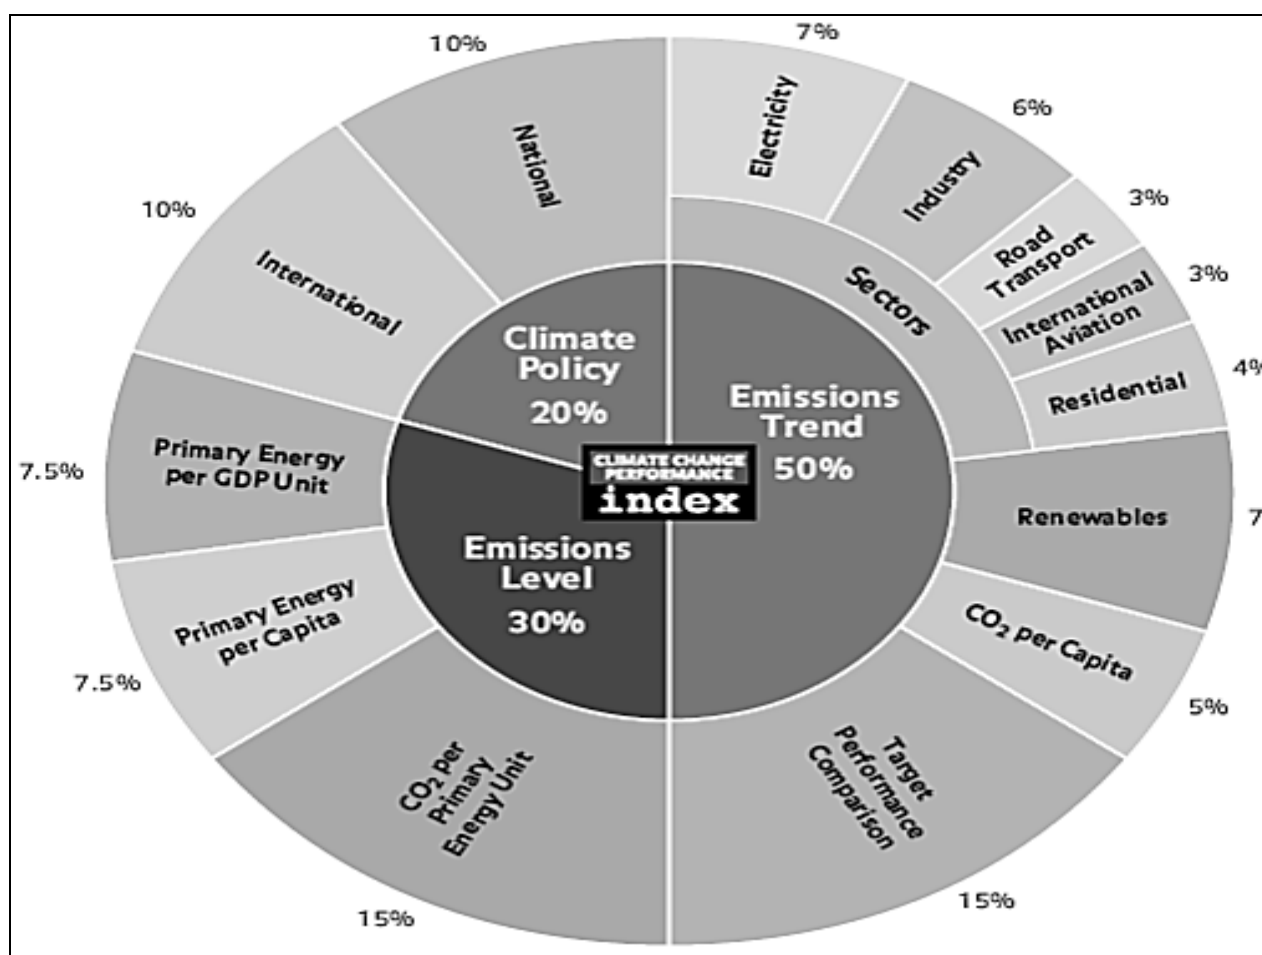 10%
7%
6%
3%
3%
4%
7
5%
15%
15%
7.5%
7.5%
10%
National
Electricity
Industry
Road
Transport
International
Aviation
Residential
Renewables
CO₂ per Capita
Target
Performance
Comparison
CO₂ per
Primary
Energy Unit
Primary Energy
per Capita
Primary Energy
per GDP Unit
International
Sectors
Climate
Policy
20%
Emissions
Trend
50%
Emissions
Level
30%
CLIMATE CHANGE
PERFORMANCE
index